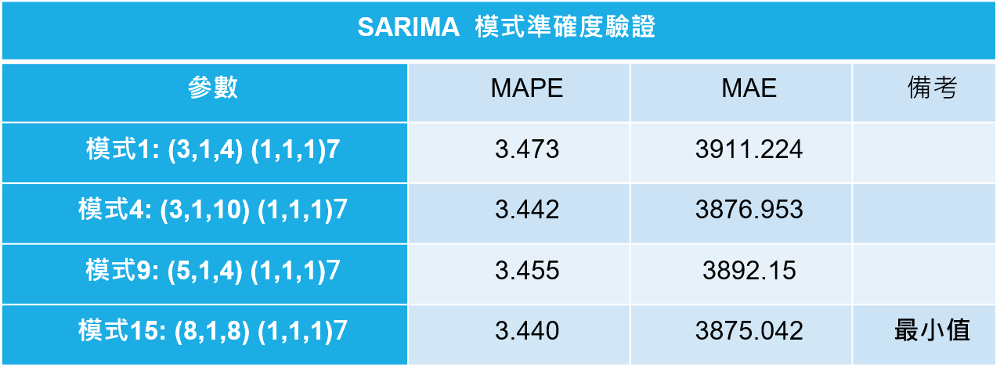 SARIMA 模式準確度驗證
參數 MAPE MAE 備考
模式1: (3,1,4) (1,1,1)7 3.473 3911.224
模式4: (3,1,10) (1,1,1)7 3.442 3876.953
模式9: (5,1,4) (1,1,1)7 3.455 3892.15
模式15: (8,1,8) (1,1,1)7 3.440 3875.042 最小值